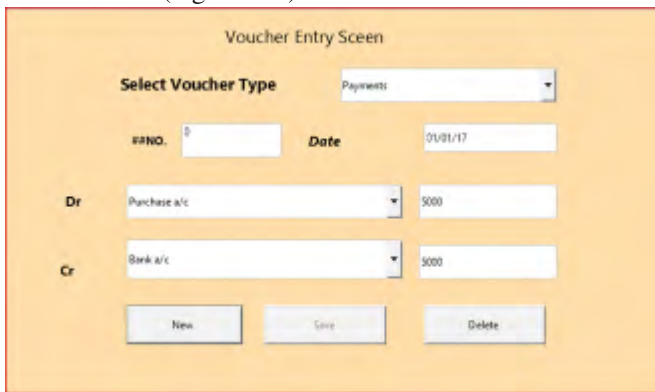 Voucher Entry Sceen
Select Voucher Type Payments
##NO. 0 Date 01/01/17
Dr Purchase a/c 5000
Cr Bank a/c 5000
New Save Delete